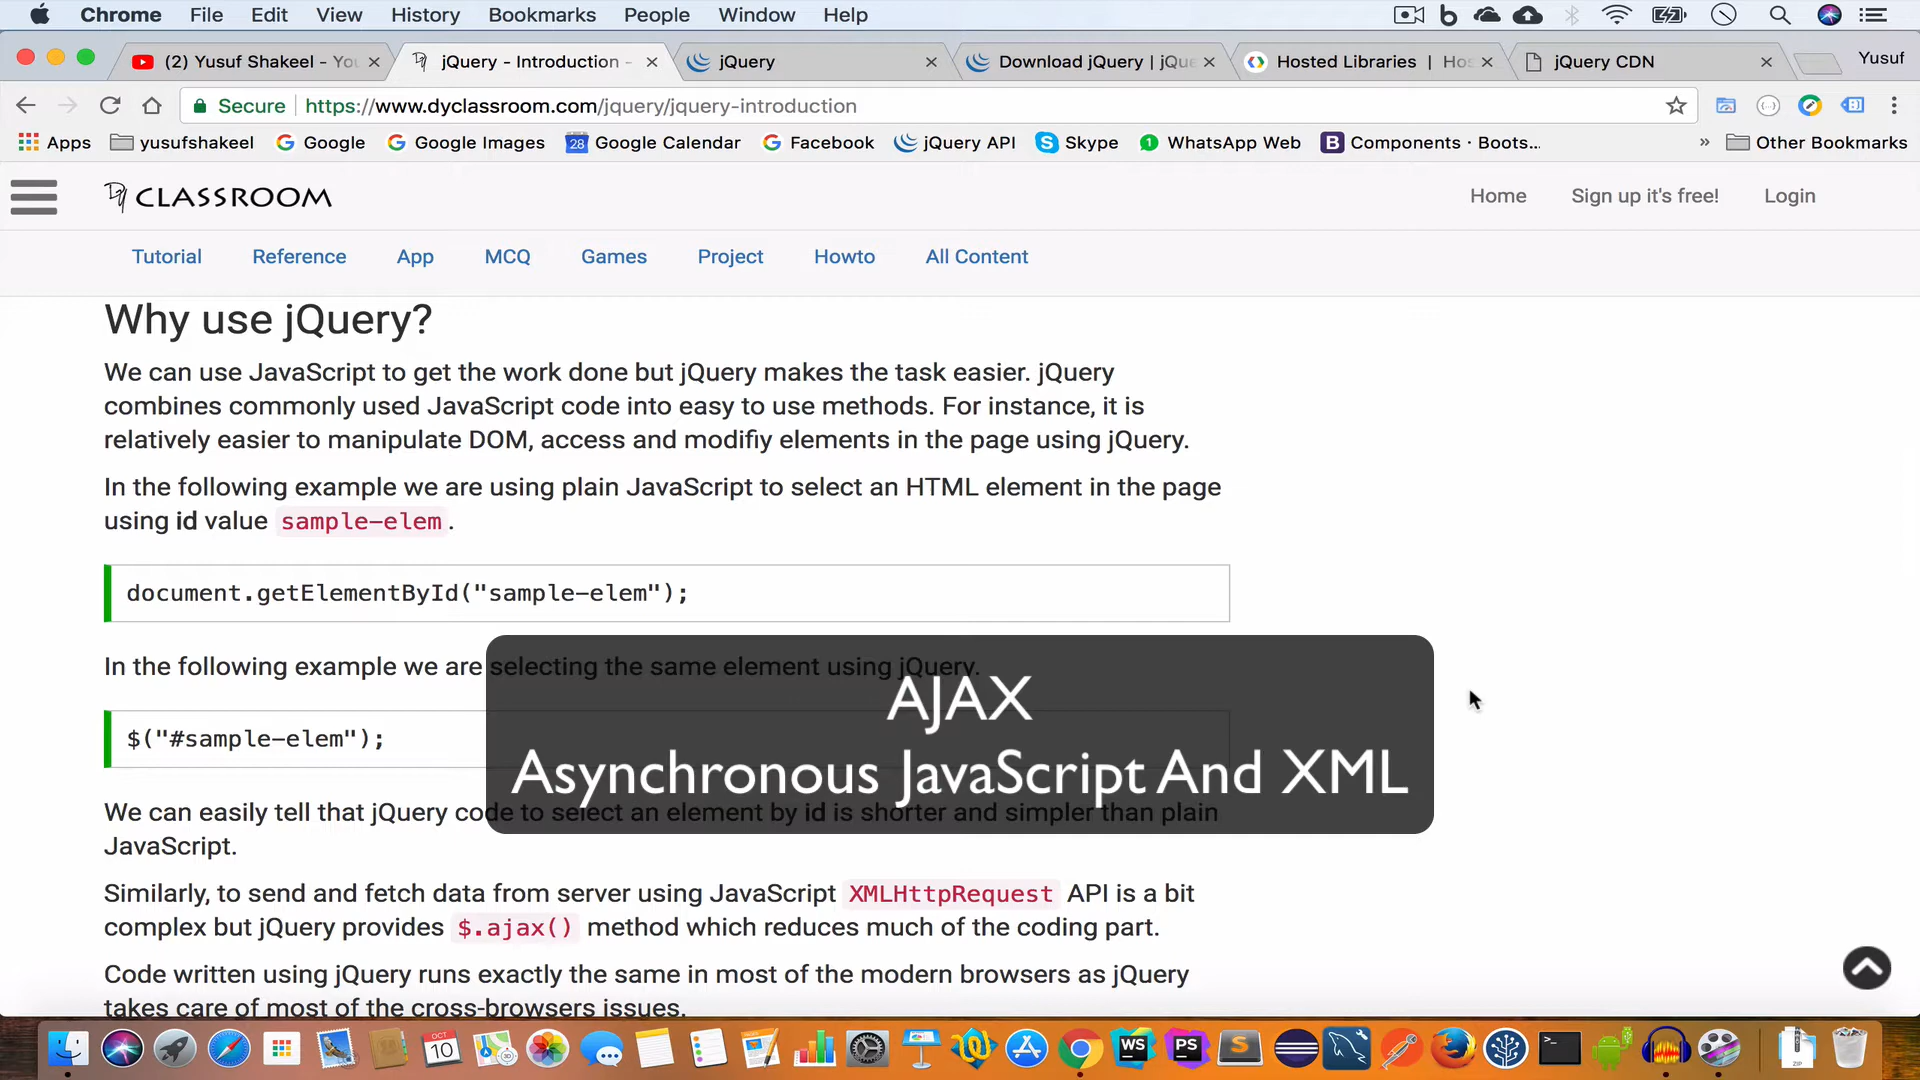 Chrome File Edit View History Bookmarks People Window Help
(2) Yusuf Shakeel - You
jQuery - Introduction -
jQuery
Download jQuery | jQue
Hosted Libraries | Hos
jQuery CDN
Yusuf
Secure https://www.dyclassroom.com/jquery/jquery-introduction
Apps yusufshakeel Google Google Images 28 Google Calendar Facebook jQuery API Skype 1 WhatsApp Web B Components · Boots... » Other Bookmarks
CLASSROOM
Home Sign up it's free! Login
Tutorial Reference App MCQ Games Project Howto All Content
Why use jQuery?
We can use JavaScript to get the work done but jQuery makes the task easier. jQuery
combines commonly used JavaScript code into easy to use methods. For instance, it is
relatively easier to manipulate DOM, access and modifiy elements in the page using jQuery.
In the following example we are using plain JavaScript to select an HTML element in the page
using id value sample-elem .
document.getElementById("sample-elem");
In the following example we are selecting the same element using jQuery.
$("#sample-elem");
AJAX
Asynchronous JavaScript And XML
We can easily tell that jQuery code to select an element by id is shorter and simpler than plain
JavaScript.
Similarly, to send and fetch data from server using JavaScript XMLHttpRequest API is a bit
complex but jQuery provides $.ajax() method which reduces much of the coding part.
Code written using jQuery runs exactly the same in most of the modern browsers as jQuery
takes care of most of the cross-browsers issues.
OCT
10
3D
WS
PS
S
ZIP